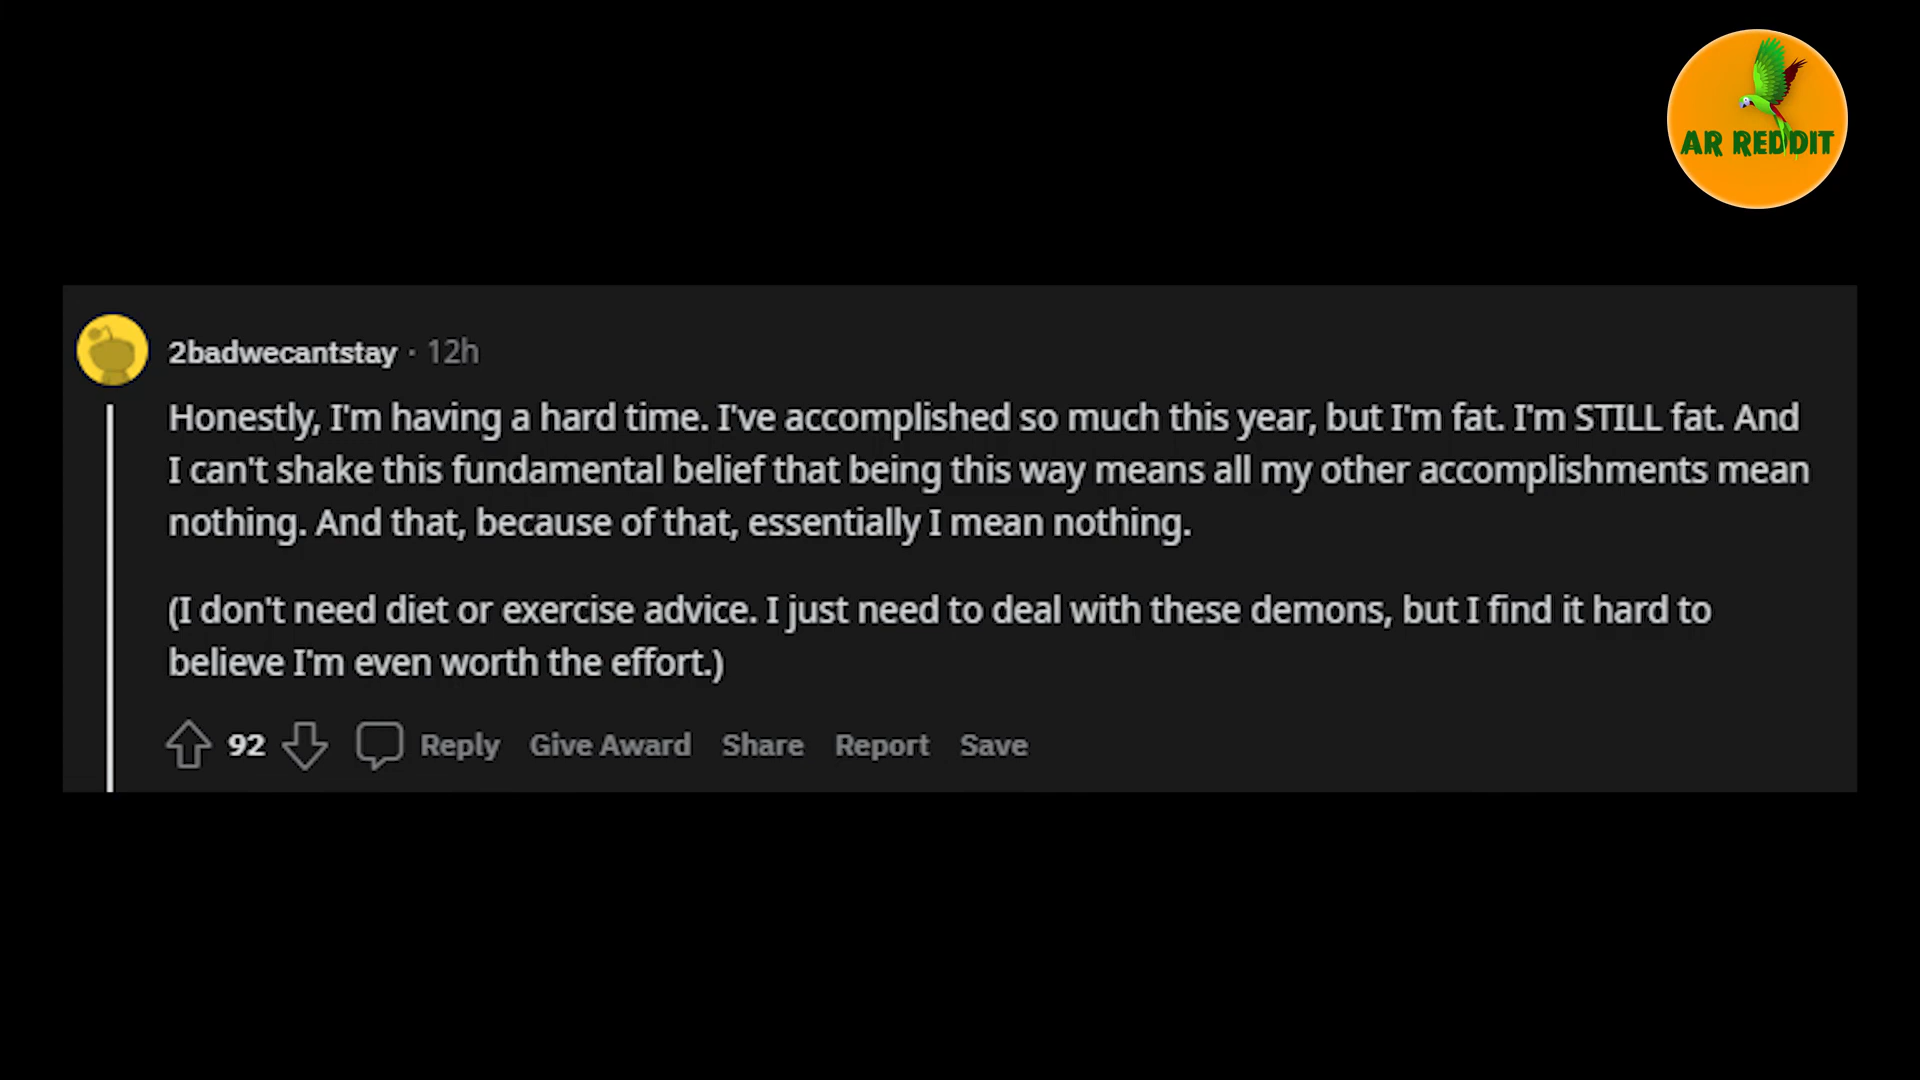 AR REDDIT
2badwecantstay · 12h
Honestly, I'm having a hard time. I've accomplished so much this year, but I'm fat. I'm STILL fat. And
I can't shake this fundamental belief that being this way means all my other accomplishments mean
nothing. And that, because of that, essentially I mean nothing.
(I don't need diet or exercise advice. I just need to deal with these demons, but I find it hard to
believe I'm even worth the effort.)
92 Reply Give Award Share Report Save